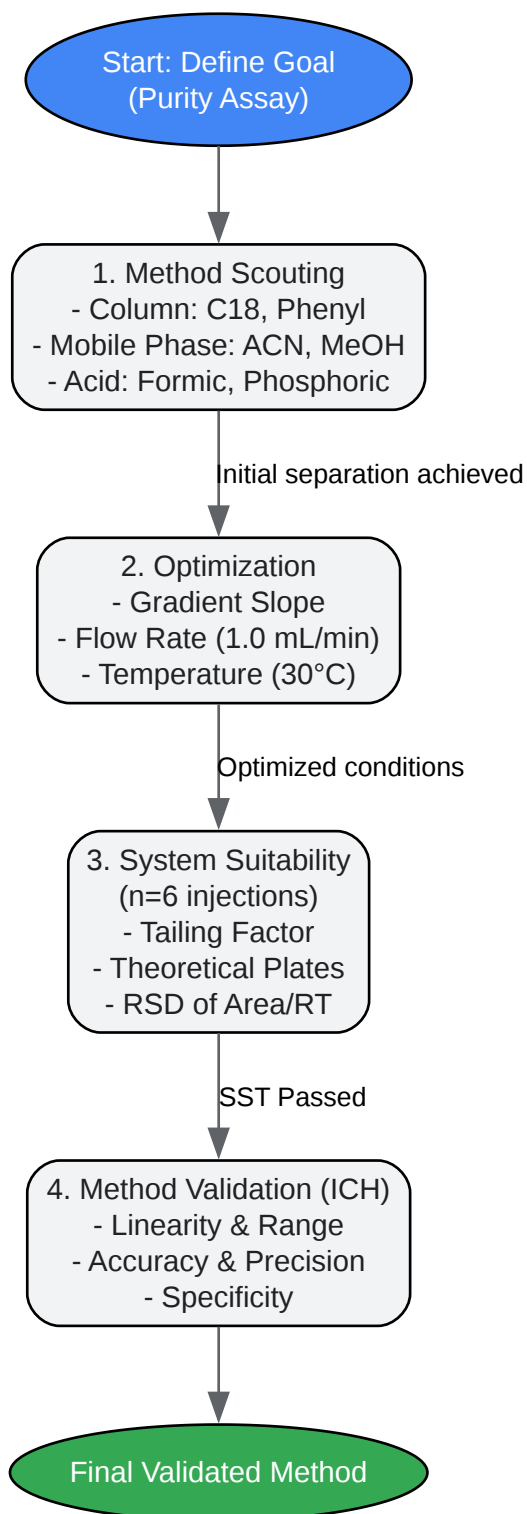 Start: Define Goal
(Purity Assay)
1. Method Scouting
- Column: C18, Phenyl
- Mobile Phase: ACN, MeOH
- Acid: Formic, Phosphoric
Initial separation achieved
2. Optimization
- Gradient Slope
- Flow Rate (1.0 mL/min)
- Temperature (30°C)
Optimized conditions
3. System Suitability
(n=6 injections)
- Tailing Factor
- Theoretical Plates
- RSD of Area/RT
SST Passed
4. Method Validation (ICH)
- Linearity & Range
- Accuracy & Precision
- Specificity
Final Validated Method